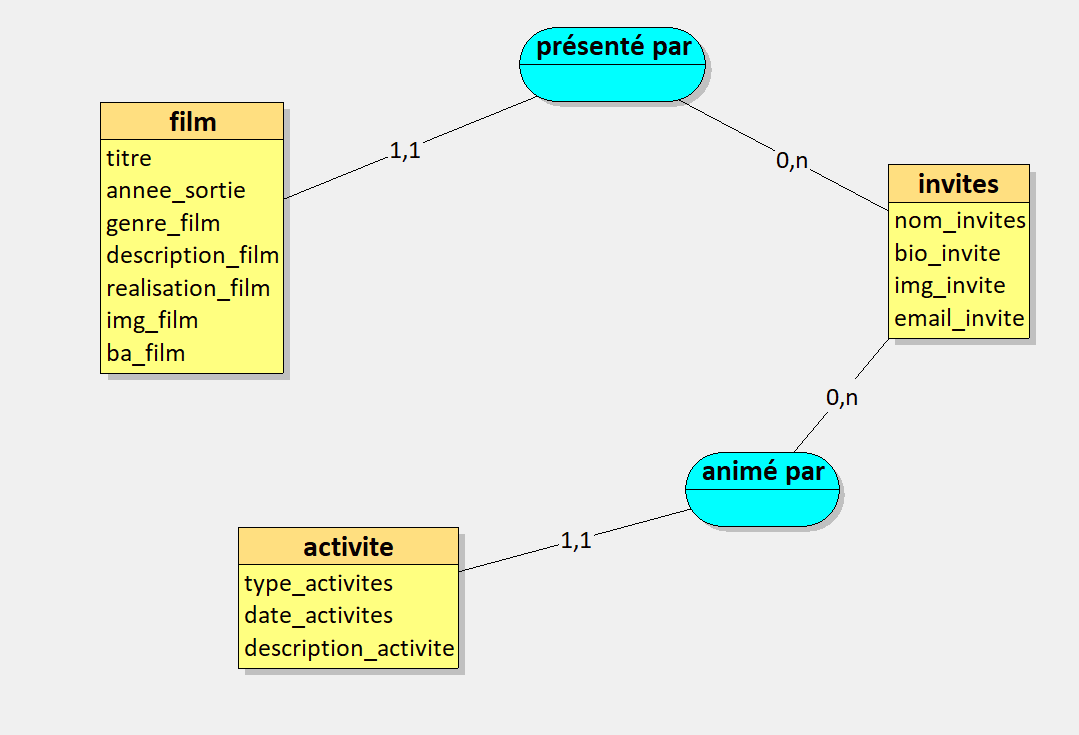 présenté par
film
titre
annee_sortie
genre_film
description_film
realisation_film
img_film
ba_film
1,1
0,n
invites
nom_invites
bio_invite
img_invite
email_invite
0,n
animé par
1,1
activite
type_activites
date_activites
description_activite